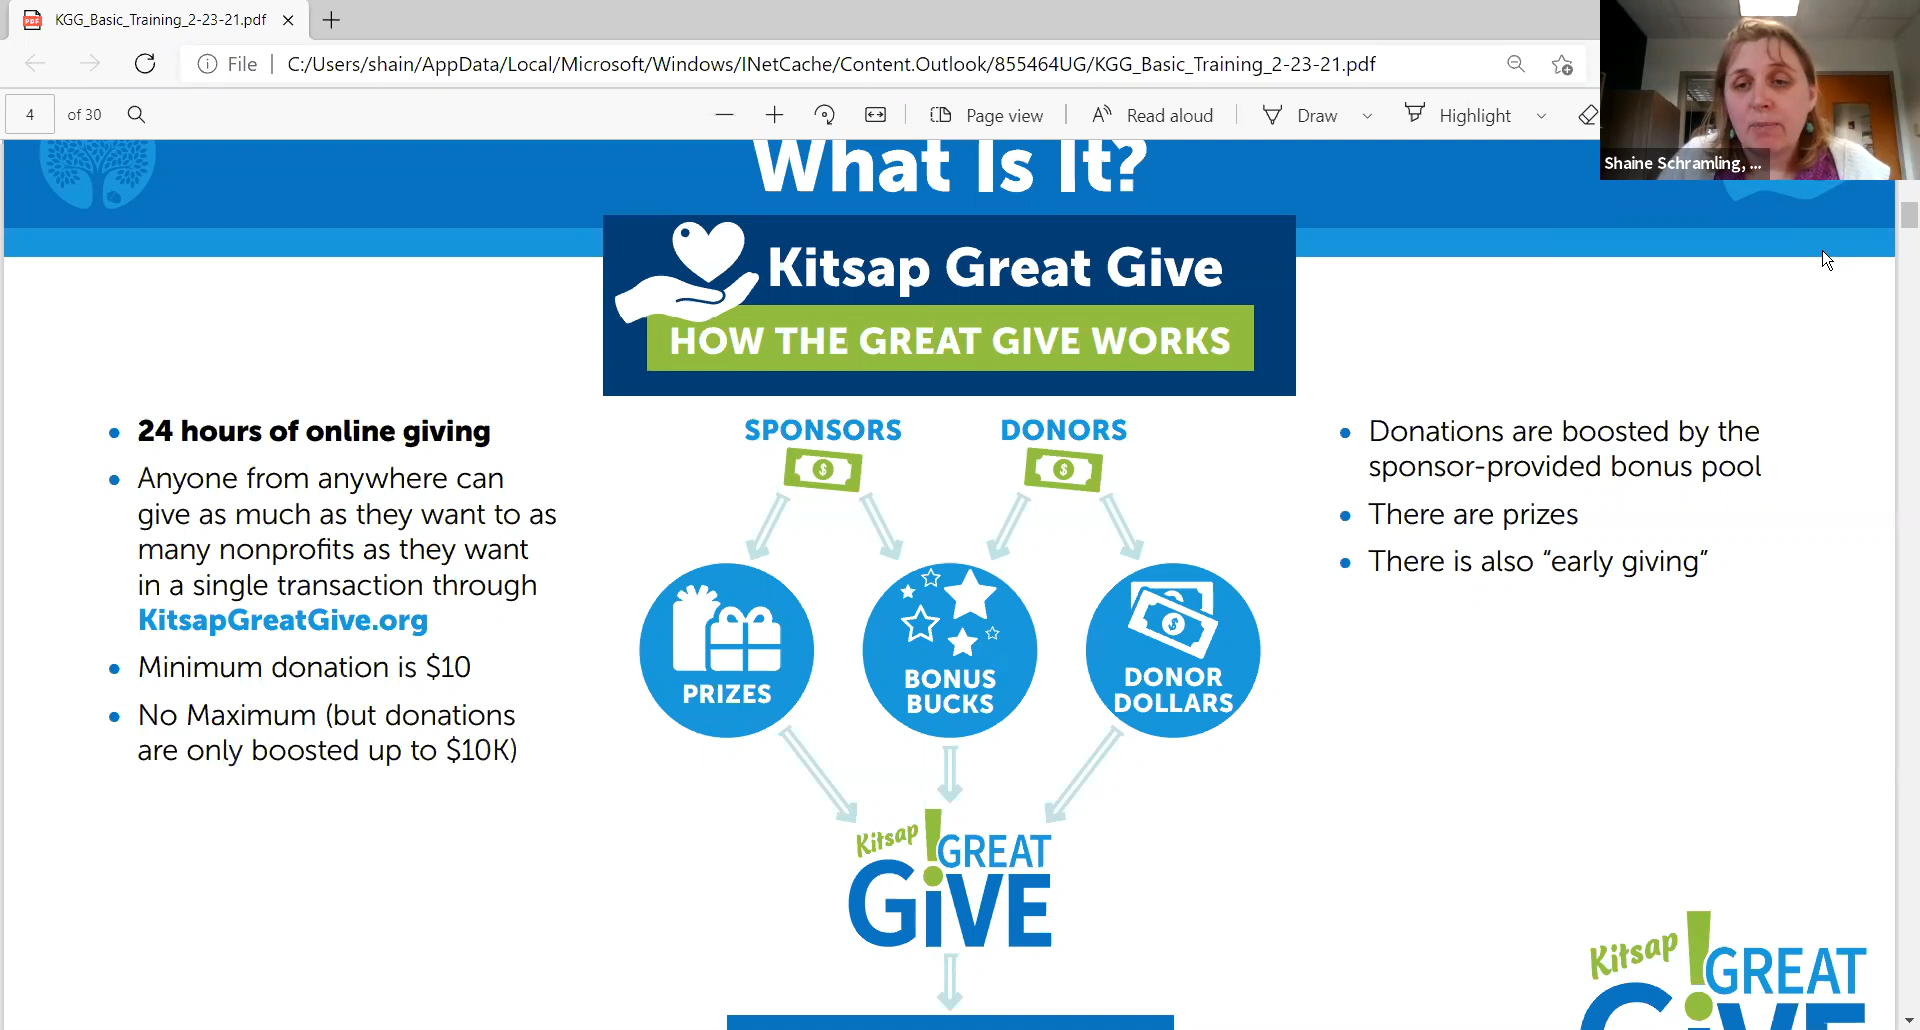 KGG_Basic_Training_2-23-21.pdf
File
C:/Users/shain/AppData/Local/Microsoft/Windows/INetCache/Content.Outlook/855464UG/KGG_Basic_Training_2-23-21.pdf
4 of 30
Page view
Read aloud
Draw
Highlight
Shaine Schramling, ...
What Is It?
Kitsap Great Give
HOW THE GREAT GIVE WORKS
24 hours of online giving
Anyone from anywhere can
give as much as they want to as
many nonprofits as they want
in a single transaction through
KitsapGreatGive.org
Minimum donation is $10
No Maximum (but donations
are only boosted up to $10K)
SPONSORS
DONORS
$
$
PRIZES
BONUS
BUCKS
$
DONOR
DOLLARS
Kitsap
GREAT
GiVE
Donations are boosted by the
sponsor-provided bonus pool
There are prizes
There is also “early giving”
Kitsap
GREAT
GiVE